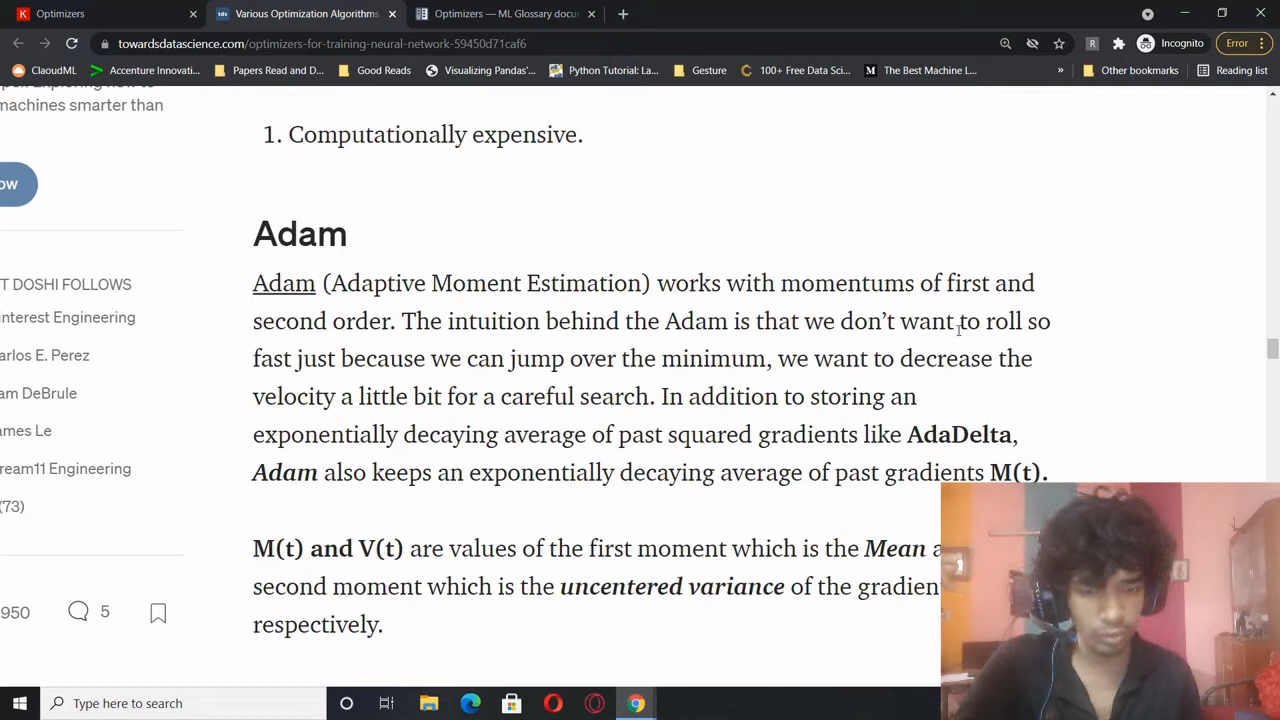 Optimizers
tds Various Optimization Algorithms
Optimizers — ML Glossary docu
towardsdatascience.com/optimizers-for-training-neural-network-59450d71caf6
R
Incognito
Error
ClaoudML
Accenture Innovati...
Papers Read and D...
Good Reads
Visualizing Pandas'...
Python Tutorial: La...
Gesture
100+ Free Data Sci...
M The Best Machine L...
»
Other bookmarks
Reading list
machines smarter than
ow
T DOSHI FOLLOWS
interest Engineering
arlos E. Perez
am DeBrule
ames Le
ream11 Engineering
(73)
950
5
1. Computationally expensive.
Adam
Adam (Adaptive Moment Estimation) works with momentums of first and
second order. The intuition behind the Adam is that we don’t want to roll so
fast just because we can jump over the minimum, we want to decrease the
velocity a little bit for a careful search. In addition to storing an
exponentially decaying average of past squared gradients like AdaDelta,
Adam also keeps an exponentially decaying average of past gradients M(t).
M(t) and V(t) are values of the first moment which is the Mean a
second moment which is the uncentered variance of the gradien
respectively.
Type here to search